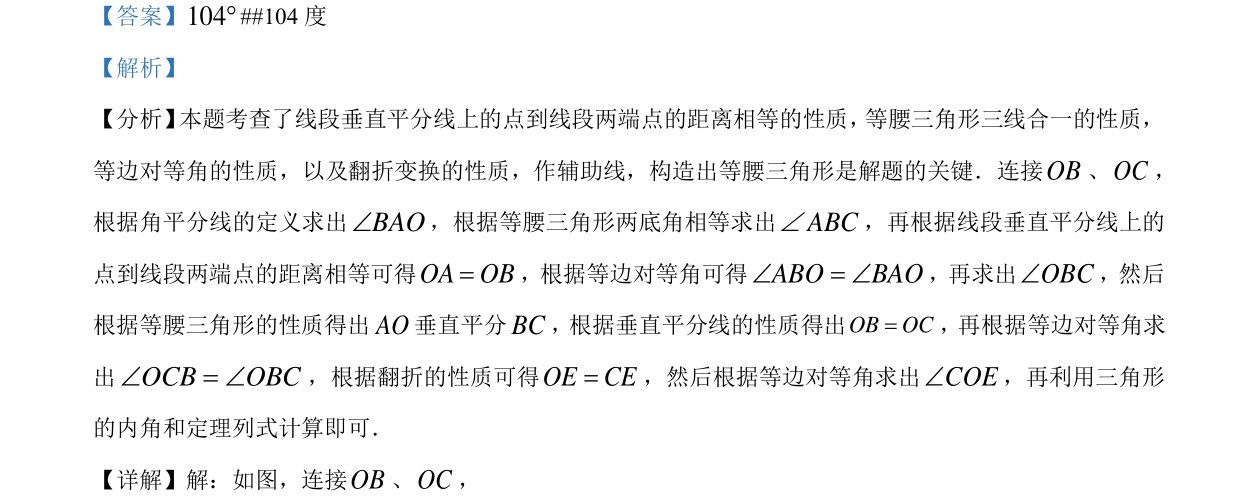 【答案】104°##104 度
【解析】
【分析】本题考查了线段垂直平分线上的点到线段两端点的距离相等的性质，等腰三角形三线合一的性质，
等边对等角的性质，以及翻折变换的性质，作辅助线，构造出等腰三角形是解题的关键．连接OB、OC，
根据角平分线的定义求出∠BAO，根据等腰三角形两底角相等求出∠ABC，再根据线段垂直平分线上的
点到线段两端点的距离相等可得OA=OB，根据等边对等角可得∠ABO=∠BAO，再求出∠OBC，然后
根据等腰三角形的性质得出AO垂直平分BC，根据垂直平分线的性质得出OB=OC，再根据等边对等角求
出∠OCB=∠OBC，根据翻折的性质可得OE=CE，然后根据等边对等角求出∠COE，再利用三角形
的内角和定理列式计算即可．
【详解】解：如图，连接OB、OC，